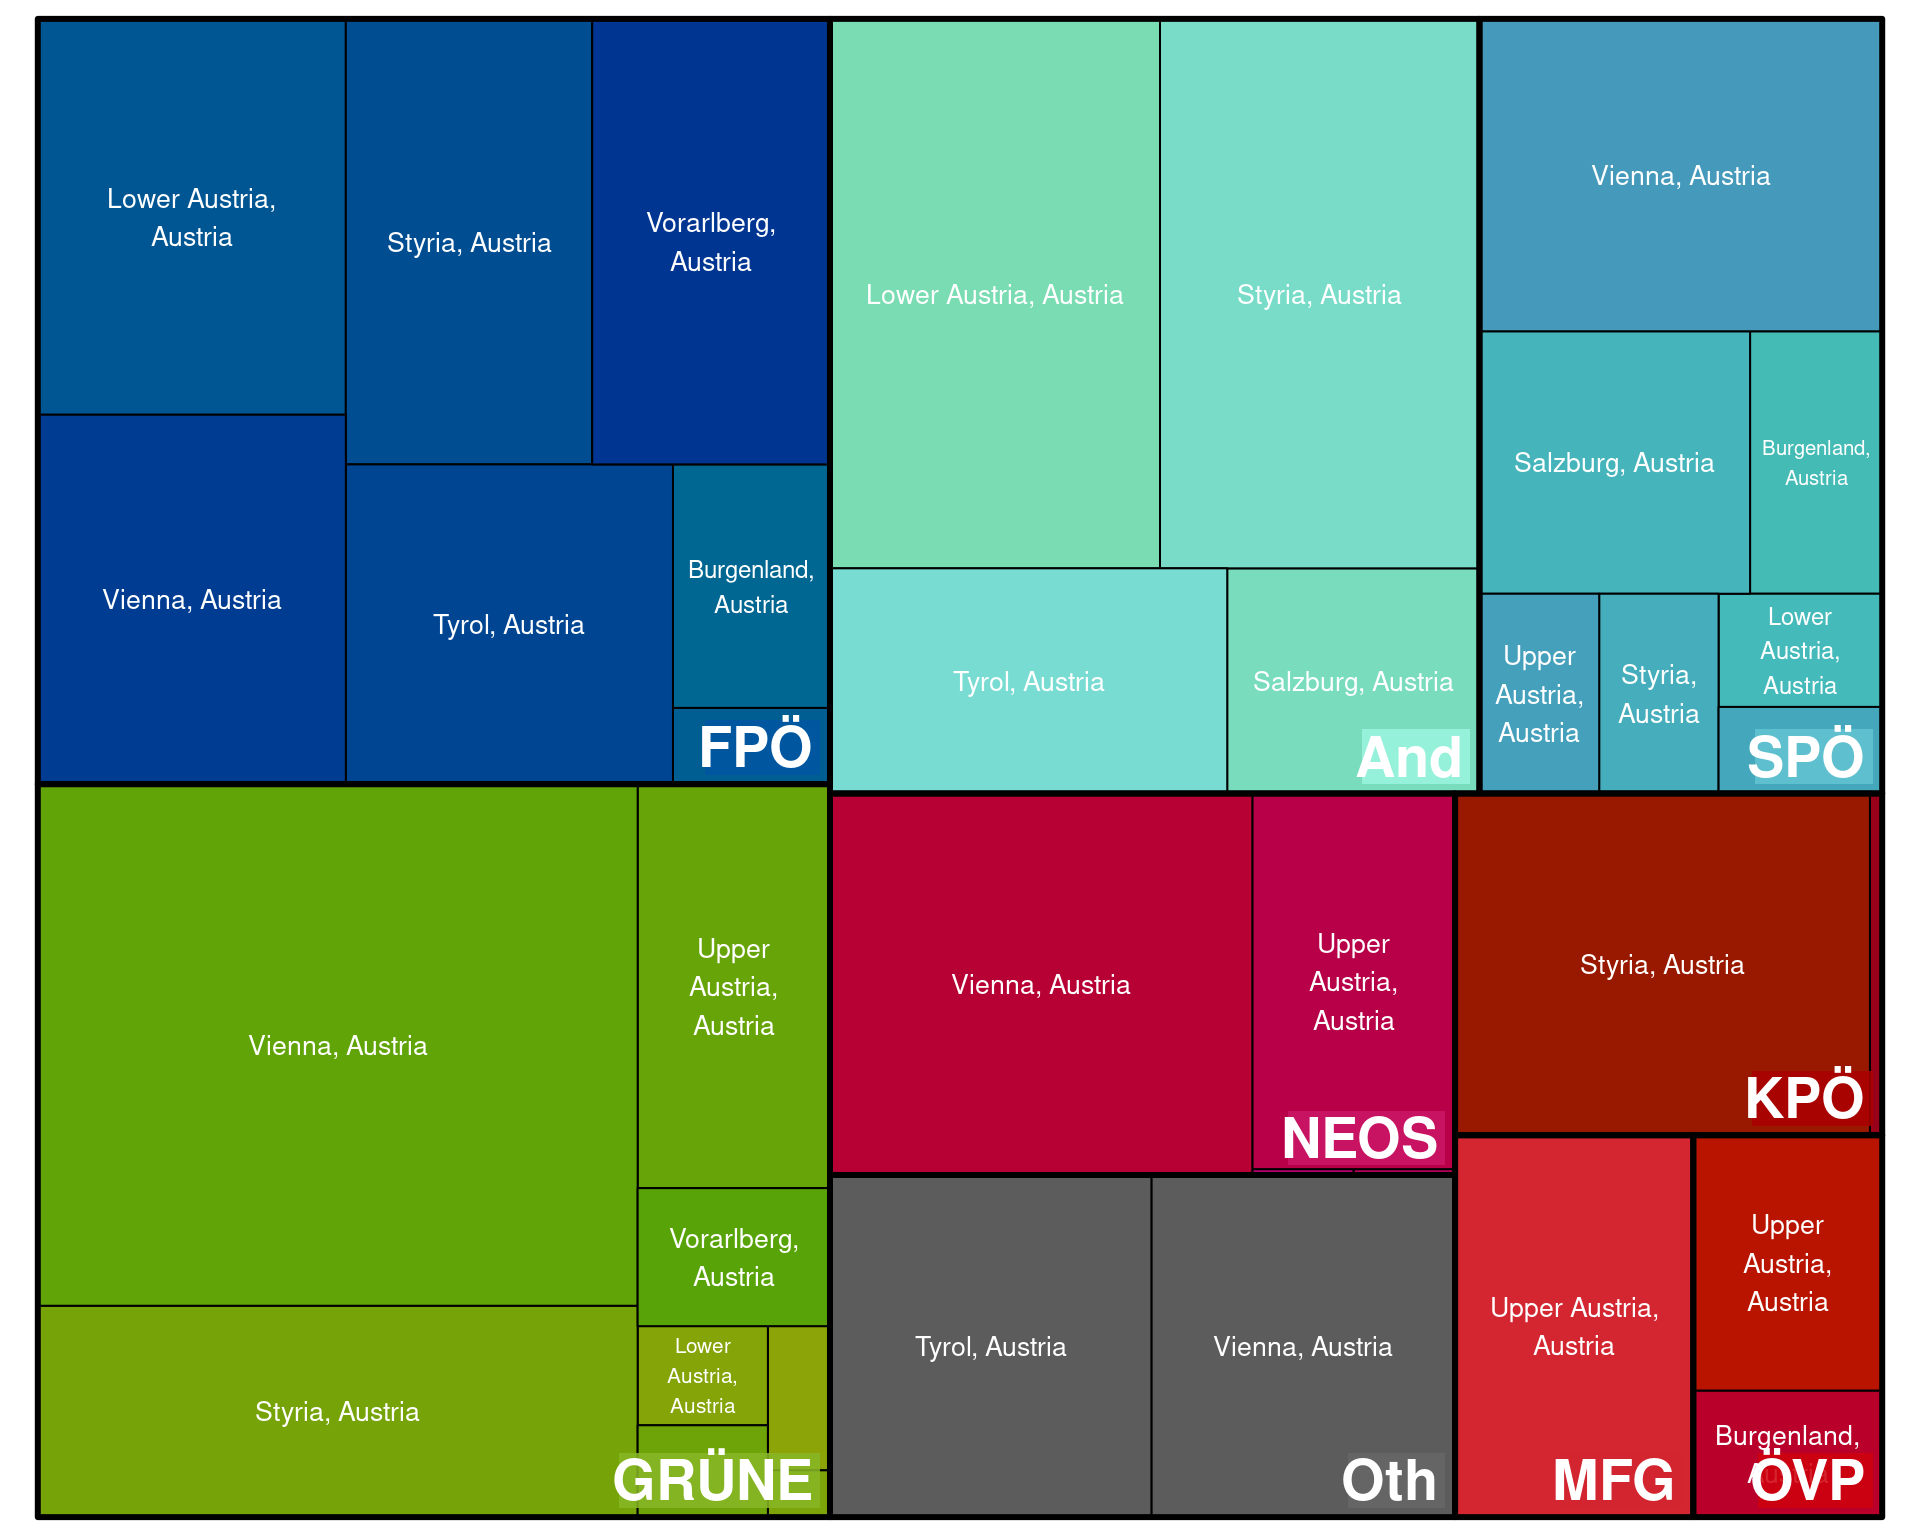 Lower Austria,
Austria
Styria, Austria
Vorarlberg,
Austria
Vienna, Austria
Tyrol, Austria
Burgenland,
Austria
FPÖ
Lower Austria, Austria
Styria, Austria
Tyrol, Austria
Salzburg, Austria
And
Vienna, Austria
Salzburg, Austria
Burgenland,
Austria
Upper
Austria,
Austria
Styria,
Austria
Lower
Austria,
Austria
SPÖ
Vienna, Austria
Upper
Austria,
Austria
Vorarlberg,
Austria
Styria, Austria
Lower
Austria,
Austria
GRÜNE
Vienna, Austria
Upper
Austria,
Austria
NEOS
Styria, Austria
KPÖ
Tyrol, Austria
Vienna, Austria
Oth
Upper Austria,
Austria
MFG
Upper
Austria,
Austria
Burgenland,
ÖVP